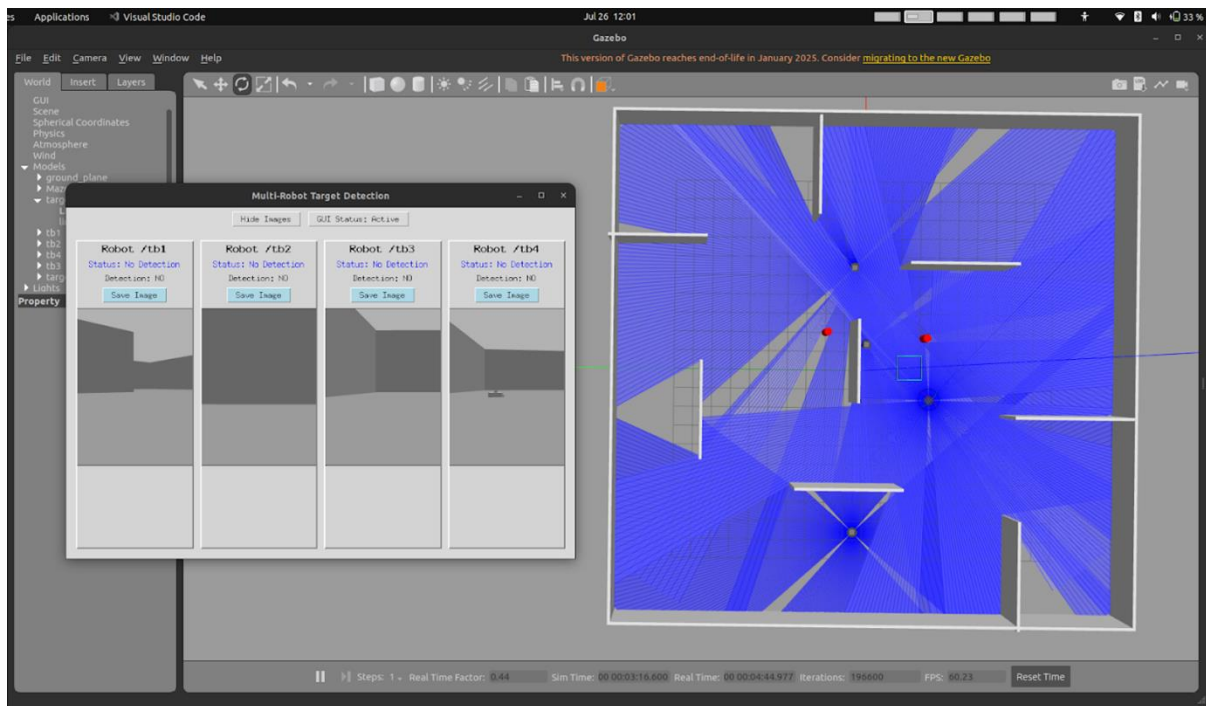 Applications Visual Studio Code Jul 26 12:01 33 %
Gazebo
File Edit Camera View Window Help This version of Gazebo reaches end-of-life in January 2025. Consider migrating to the new Gazebo
World Insert Layers
GUI
Scene
Spherical Coordinates
Physics
Atmosphere
Wind
Models
ground_plane
tb1
tb2
tb4
tb3
Lights
Property
Multi-Robot Target Detection
Hide Images GUI Status: Active
Robot /tb1 Robot /tb2 Robot /tb3 Robot /tb4
Status: No Detection Status: No Detection Status: No Detection Status: No Detection
Detection: NO Detection: NO Detection: NO Detection: NO
Save Image Save Image Save Image Save Image
Steps: 1 Real Time Factor: 0.44 Sim Time: 00 00:03:16.600 Real Time: 00 00:04:44.977 Iterations: 196600 FPS: 60.23 Reset Time